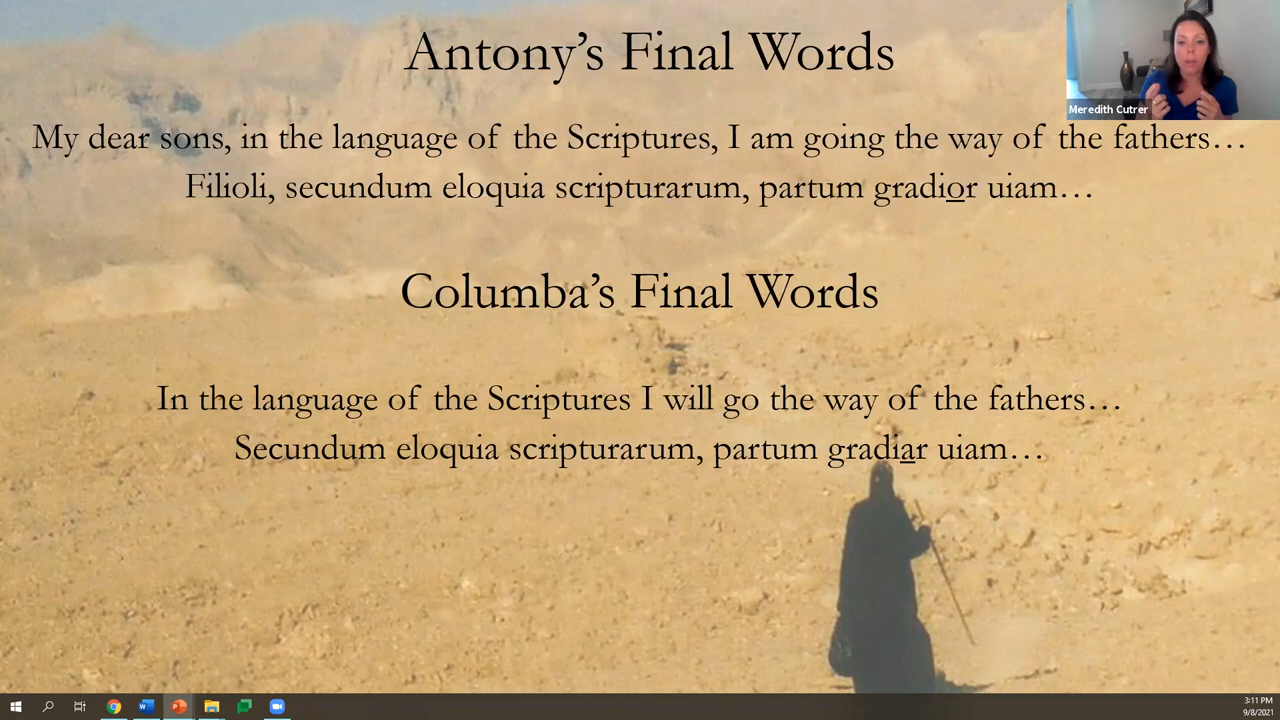 Antony’s Final Words
Meredith Cutrer
My dear sons, in the language of the Scriptures, I am going the way of the fathers…
Filioli, secundum eloquia scripturarum, partum gradior uiam…
Columba’s Final Words
In the language of the Scriptures I will go the way of the fathers…
Secundum eloquia scripturarum, partum gradiar uiam…
3:11 PM
9/8/2021